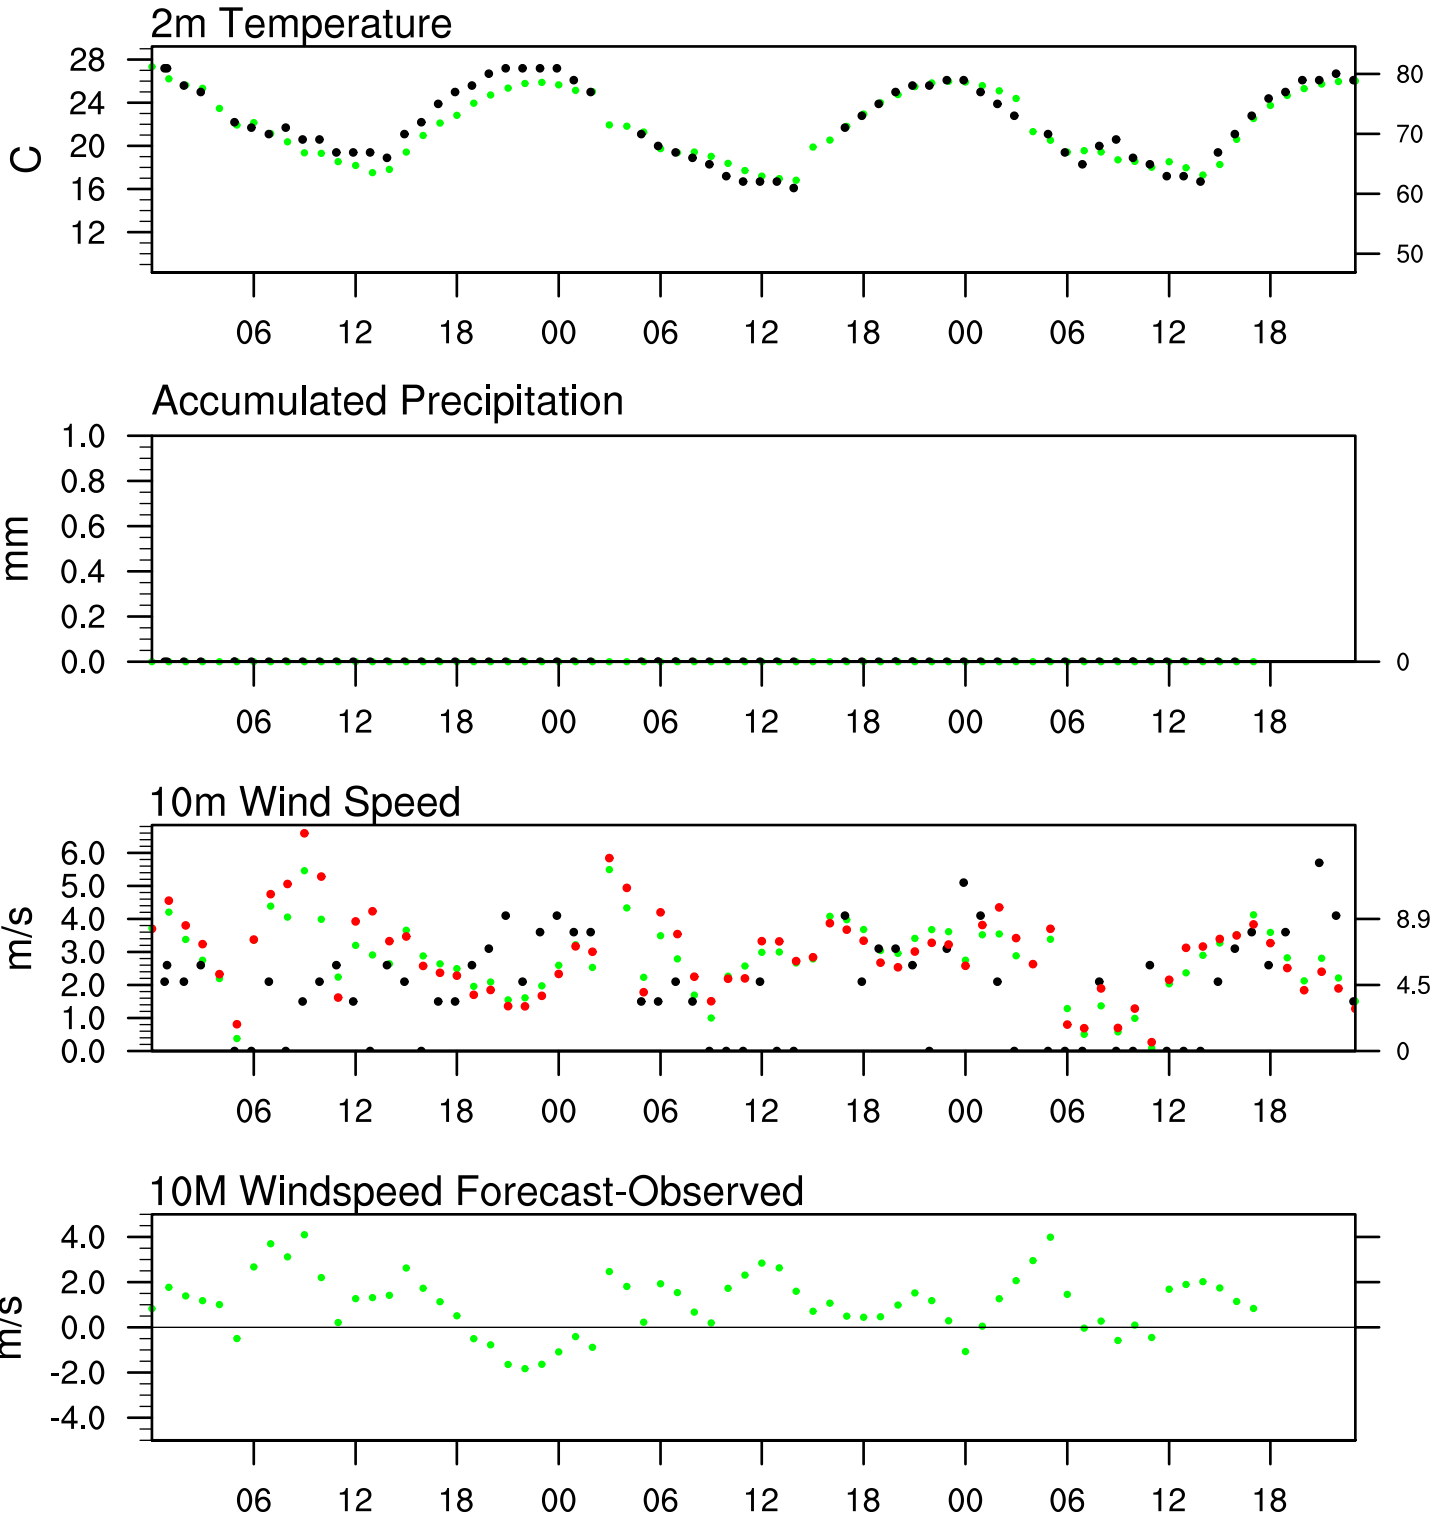 2m Temperature
28
24
20
16
12
C
80
70
60
50
06 12 18 00 06 12 18 00 06 12 18
Accumulated Precipitation
1.0
0.8
0.6
0.4
0.2
0.0
mm
0
06 12 18 00 06 12 18 00 06 12 18
10m Wind Speed
6.0
5.0
4.0
3.0
2.0
1.0
0.0
m/s
8.9
4.5
0
06 12 18 00 06 12 18 00 06 12 18
10M Windspeed Forecast-Observed
4.0
2.0
0.0
-2.0
-4.0
m/s
06 12 18 00 06 12 18 00 06 12 18